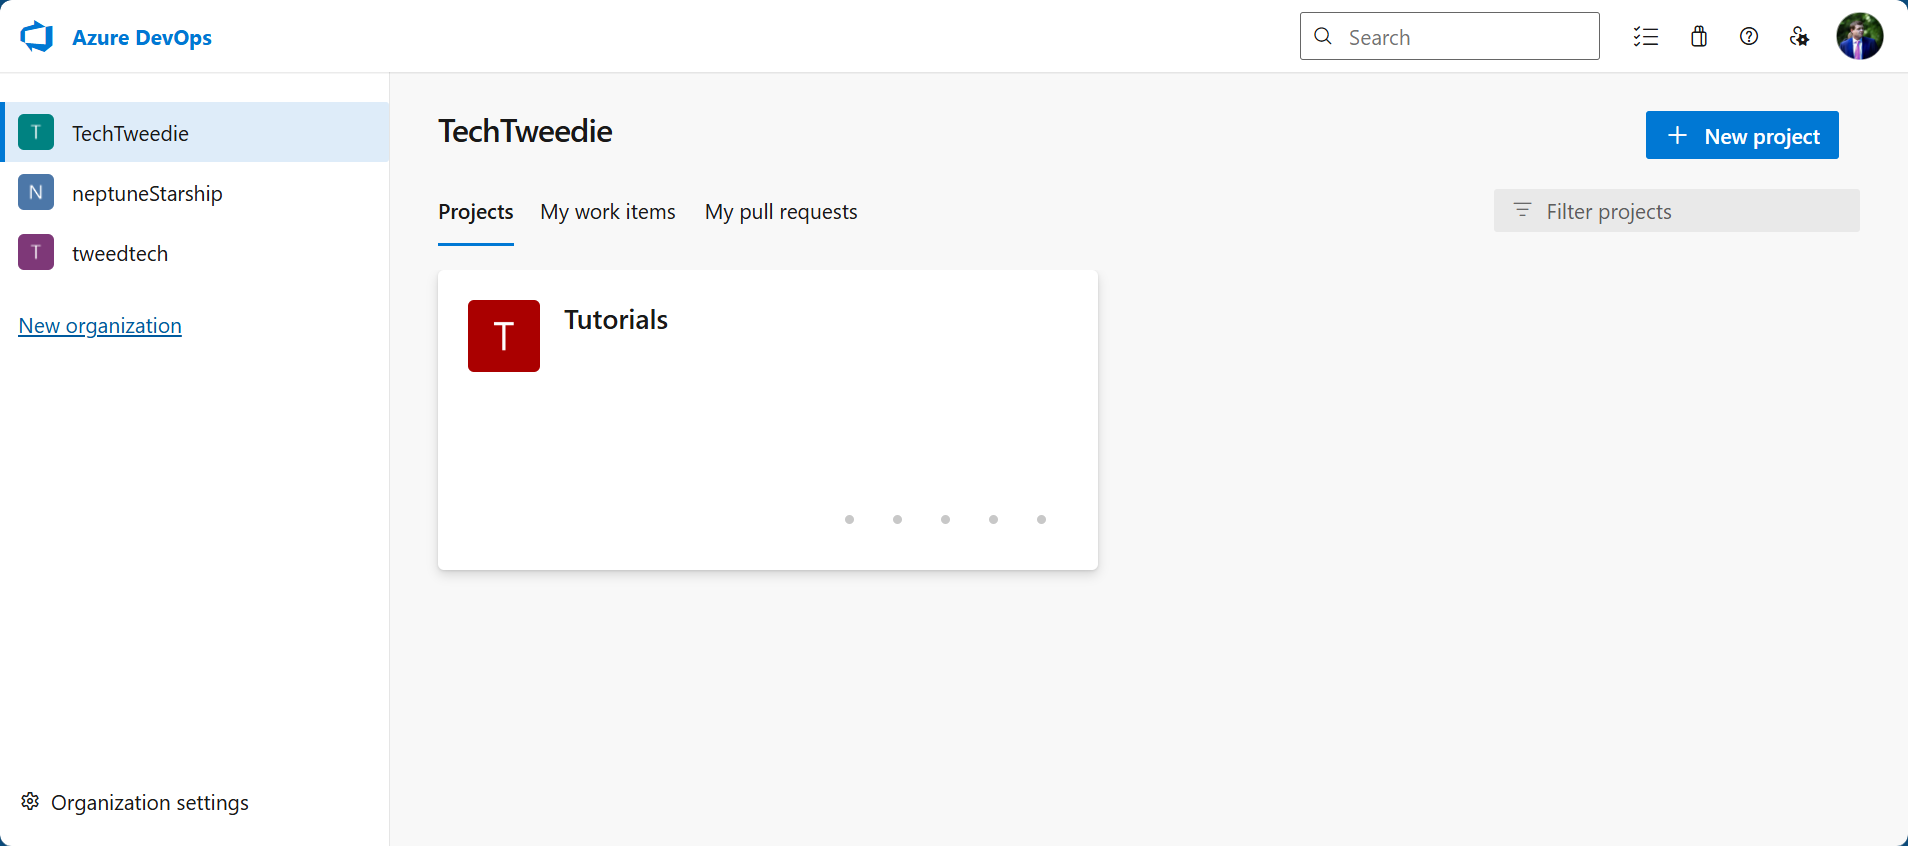 Azure DevOps
Search
T TechTweedie
N neptuneStarship
T tweedtech
New organization
Organization settings
TechTweedie
New project
Projects My work items My pull requests
Filter projects
T Tutorials